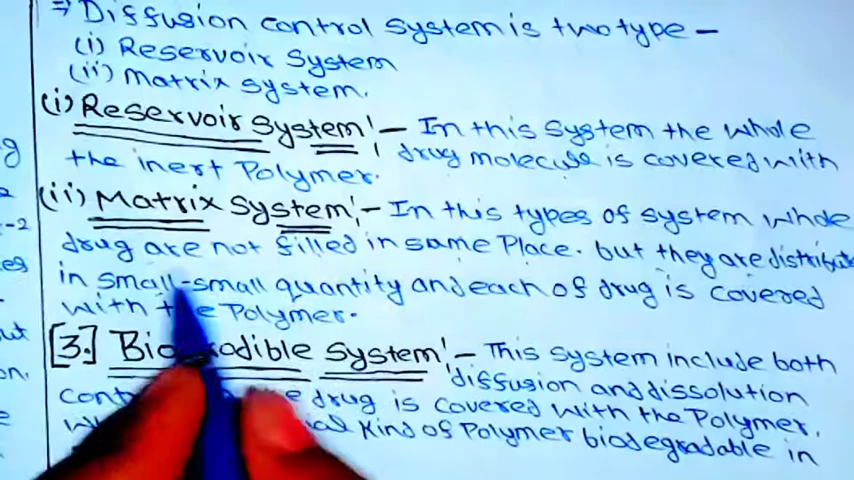 ⇒ Diffusion control system is two type –
(i) Reservoir System
(ii) Matrix system.
(i) Reservoir System:- In this system the whole
drug molecule is covered with
the inert Polymer.
(ii) Matrix System:- In this types of system whole
drug are not filled in same Place. but they are
in small-small quantity and each of drug is covered
with the Polymer.
[3.] System:- This system include both
diffusion and dissolution
drug is covered with the Polymer.
kind of Polymer biodegradable in